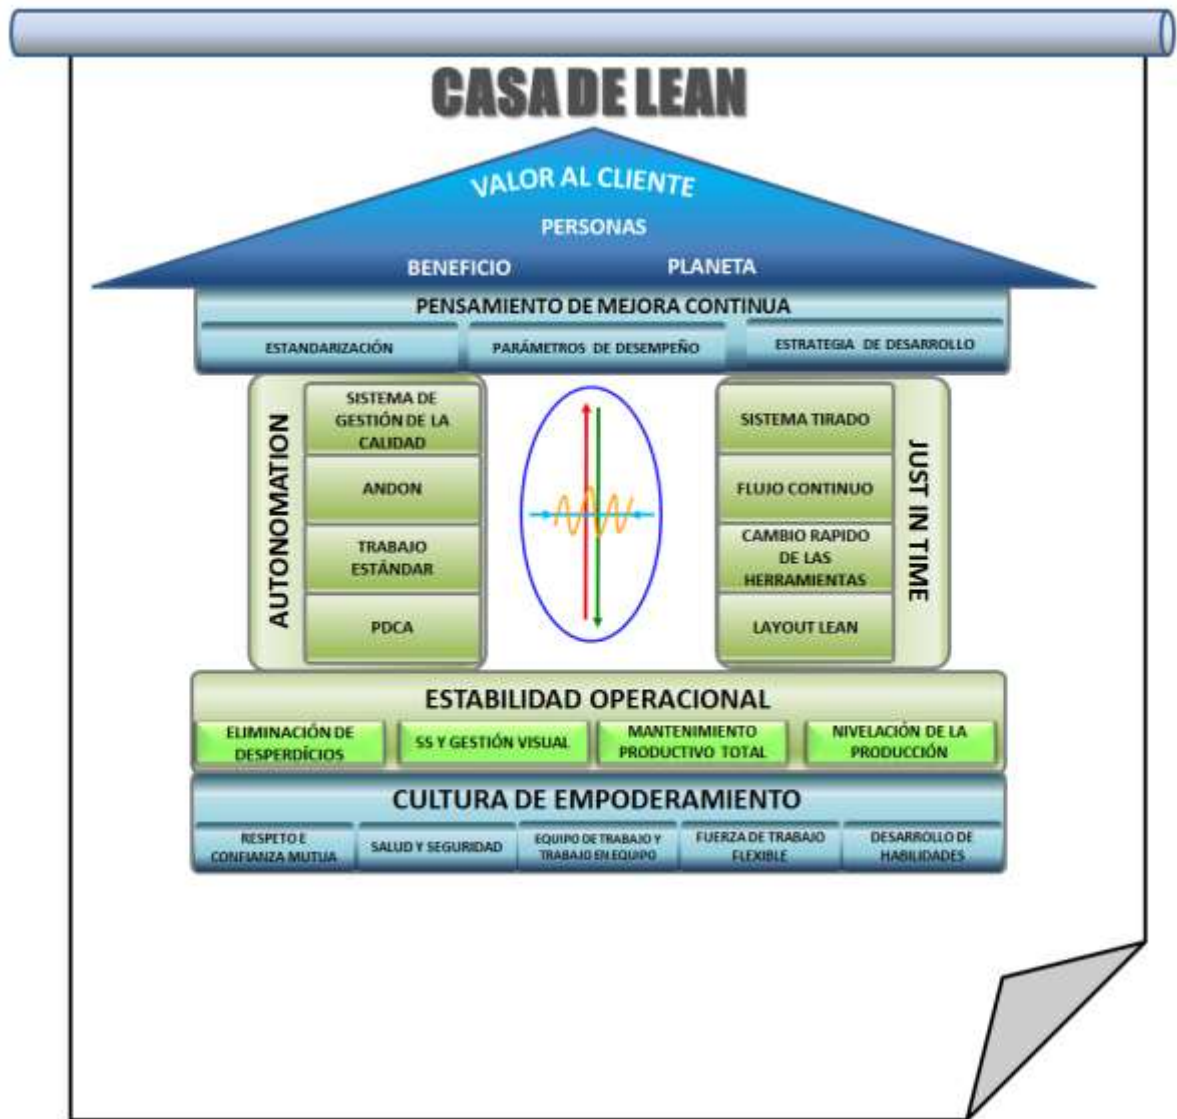 CASA DE LEAN
VALOR AL CLIENTE
PERSONAS
BENEFICIO
PLANETA
PENSAMIENTO DE MEJORA CONTINUA
ESTANDARIZACIÓN
PARÁMETROS DE DESEMPEÑO
ESTRATEGIA DE DESARROLLO
AUTONOMATION
SISTEMA DE
GESTIÓN DE LA
CALIDAD
ANDON
TRABAJO
ESTÁNDAR
PDCA
SISTEMA TIRADO
FLUJO CONTINUO
CAMBIO RAPIDO
DE LAS
HERRAMIENTAS
LAYOUT LEAN
JUST IN TIME
ESTABILIDAD OPERACIONAL
ELIMINACIÓN DE
DESPERDÍCIOS
5S Y GESTIÓN VISUAL
MANTENIMIENTO
PRODUCTIVO TOTAL
NIVELACIÓN DE LA
PRODUCCIÓN
CULTURA DE EMPODERAMIENTO
RESPETO E
CONFIANZA MUTUA
SALUD Y SEGURIDAD
EQUIPO DE TRABAJO Y
TRABAJO EN EQUIPO
FUERZA DE TRABAJO
FLEXIBLE
DESARROLLO DE
HABILIDADES